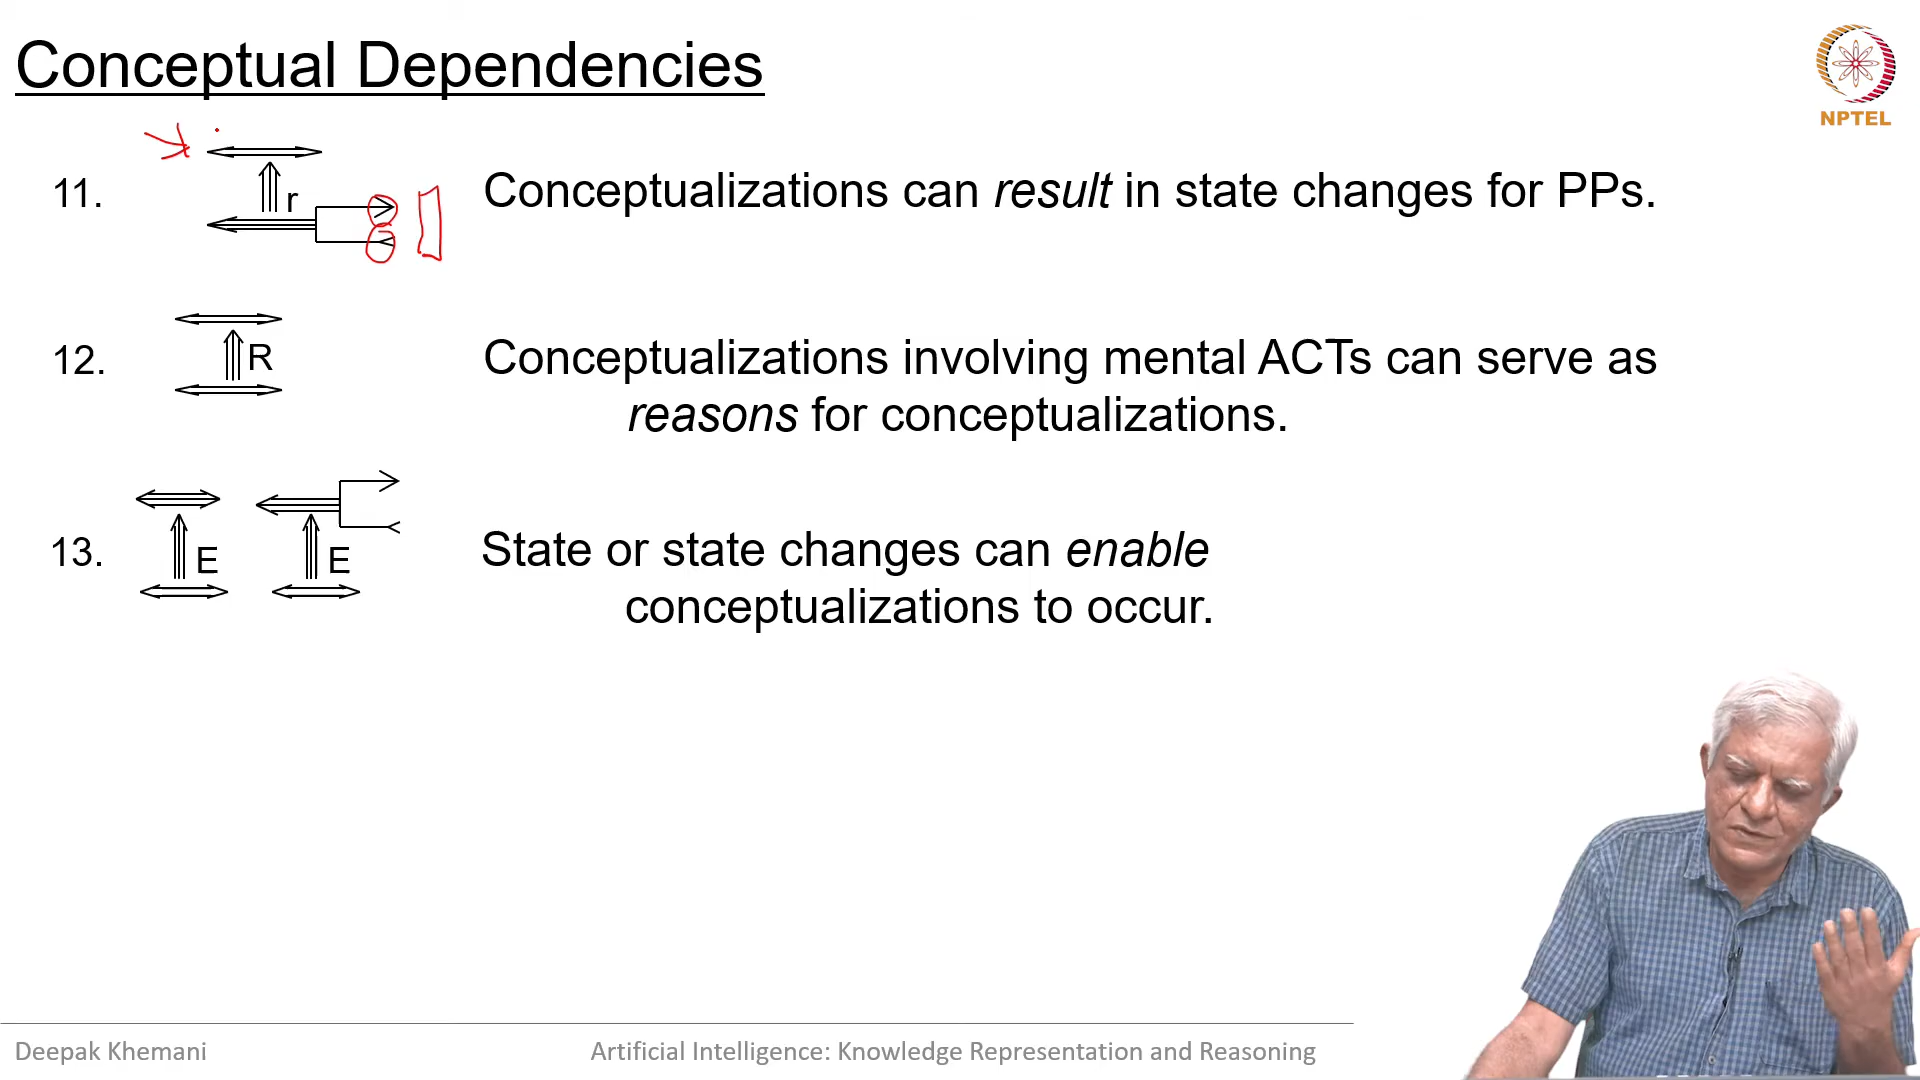 Conceptual Dependencies
NPTEL
11.
r
Conceptualizations can result in state changes for PPs.
12.
R
Conceptualizations involving mental ACTs can serve as
reasons for conceptualizations.
13.
E
E
State or state changes can enable
conceptualizations to occur.
Deepak Khemani
Artificial Intelligence: Knowledge Representation and Reasoning